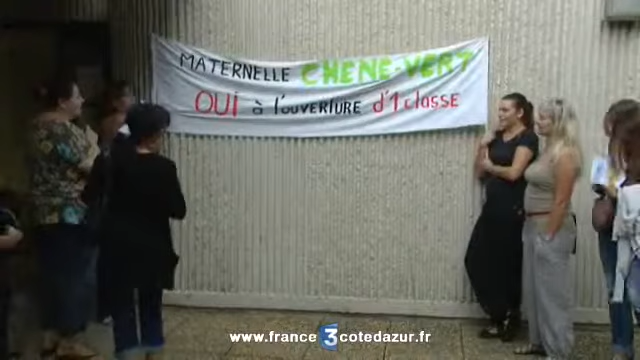 MATERNELLE CHENE-VERT
OUI à l'ouverture d'1 classe
www.france3cotedazur.fr